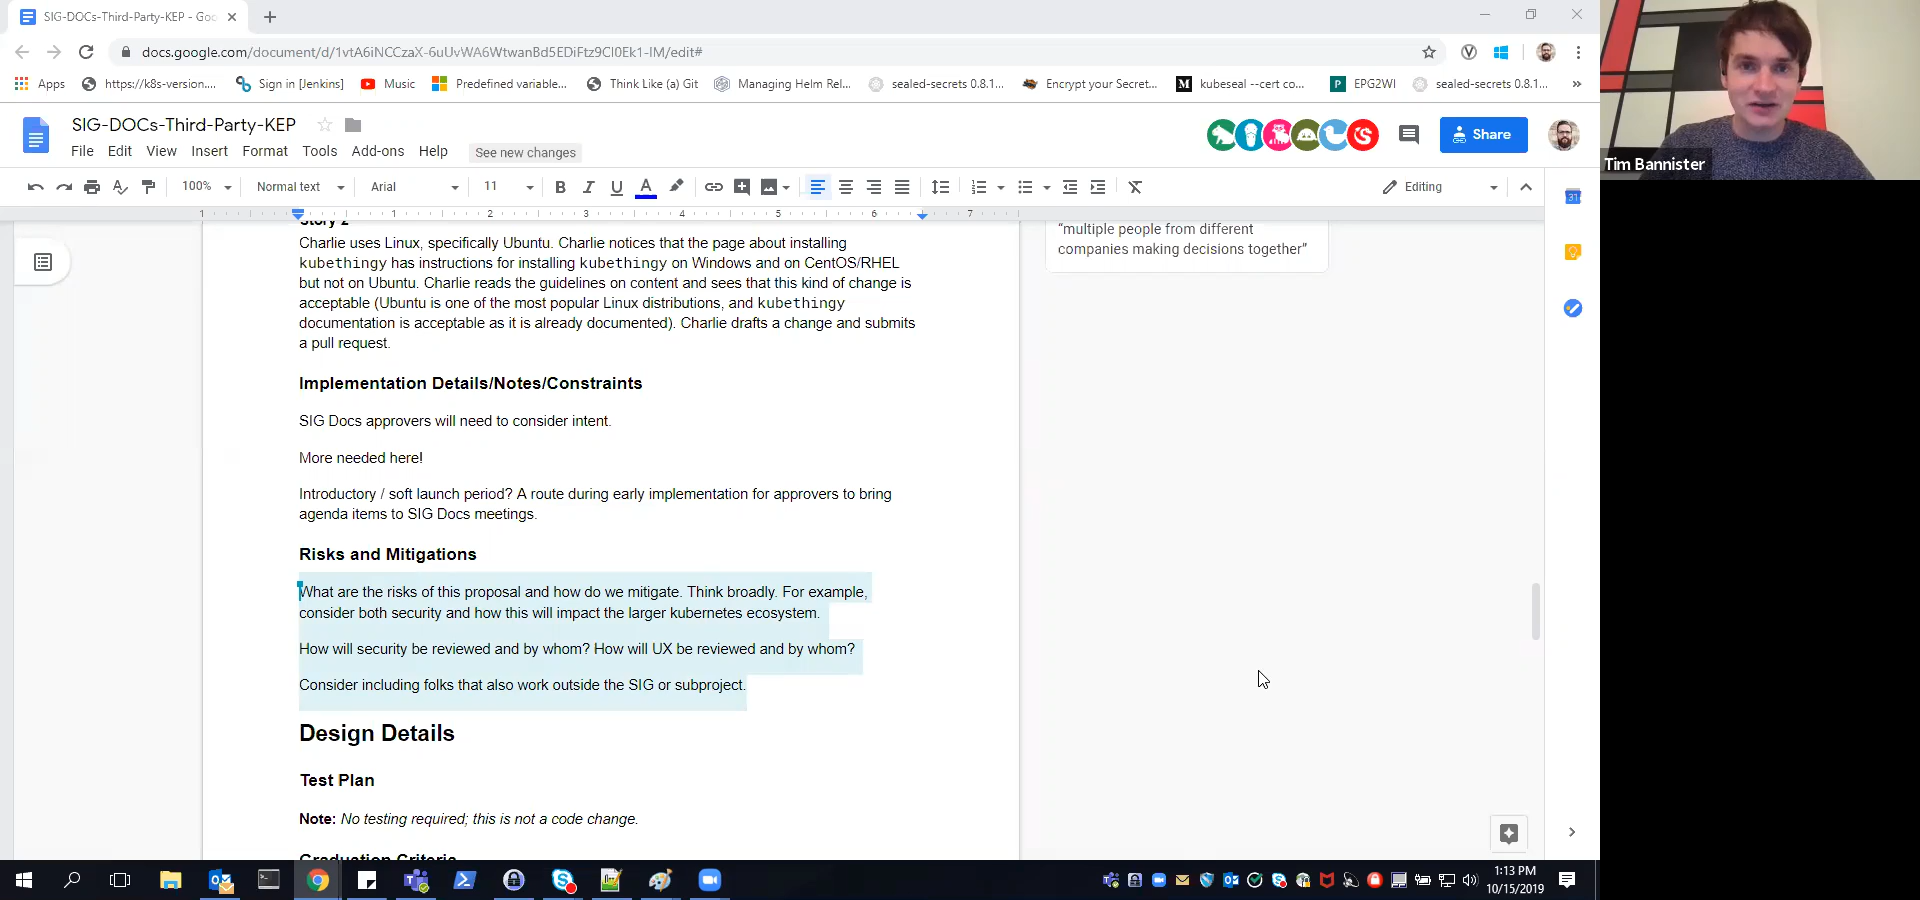 SIG-DOCs-Third-Party-KEP - Goo
docs.google.com/document/d/1vtA6iNCCzaX-6uUvWA6WtwanBd5EDiFtz9Cl0Ek1-IM/edit#
Apps https://k8s-version.... Sign in [Jenkins] Music Predefined variable... Think Like (a) Git Managing Helm Rel... sealed-secrets 0.8.1... Encrypt your Secret... kubeseal --cert co... EPG2WI sealed-secrets 0.8.1... »
SIG-DOCs-Third-Party-KEP
Share
File Edit View Insert Format Tools Add-ons Help See new changes
100% Normal text Arial 11 B I U A Editing
1 1 2 3 4 5 6 7
31
Tim Bannister
Story 2
Charlie uses Linux, specifically Ubuntu. Charlie notices that the page about installing
kubethingy has instructions for installing kubethingy on Windows and on CentOS/RHEL
but not on Ubuntu. Charlie reads the guidelines on content and sees that this kind of change is
acceptable (Ubuntu is one of the most popular Linux distributions, and kubethingy
documentation is acceptable as it is already documented). Charlie drafts a change and submits
a pull request.
“multiple people from different
companies making decisions together”
Implementation Details/Notes/Constraints
SIG Docs approvers will need to consider intent.
More needed here!
Introductory / soft launch period? A route during early implementation for approvers to bring
agenda items to SIG Docs meetings.
Risks and Mitigations
What are the risks of this proposal and how do we mitigate. Think broadly. For example,
consider both security and how this will impact the larger kubernetes ecosystem.
How will security be reviewed and by whom? How will UX be reviewed and by whom?
Consider including folks that also work outside the SIG or subproject.
Design Details
Test Plan
Note: No testing required; this is not a code change.
Graduation Criteria
1:13 PM
10/15/2019